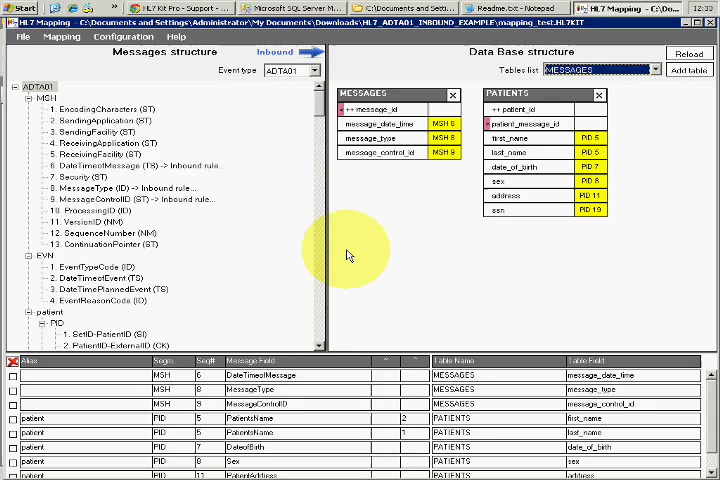 Start
HL7 Kit Pro - Support - ...
Microsoft SQL Server M...
C:\Documents and Setti...
Readme.txt - Notepad
HL7 Mapping - C:\Do...
12:33
HL7 Mapping - C:\Documents and Settings\Administrator\My Documents\Downloads\HL7_ADTA01_INBOUND_EXAMPLE\mapping_test.HL7KIT
File Mapping Configuration Help
Messages structure
Inbound
Data Base structure
Reload
Event type ADTA01
Tables list MESSAGES
Add table
ADTA01
MSH
1. EncodingCharacters (ST)
2. SendingApplication (ST)
3. SendingFacility (ST)
4. ReceivingApplication (ST)
5. ReceivingFacility (ST)
6. DateTimeofMessage (TS) -> Inbound rule...
7. Security (ST)
8. MessageType (ID) -> Inbound rule...
9. MessageControlID (ST) -> Inbound rule...
10. ProcessingID (ID)
11. VersionID (NM)
12. SequenceNumber (NM)
13. ContinuationPointer (ST)
EVN
1. EventTypeCode (ID)
2. DateTimeofEvent (TS)
3. DateTimePlannedEvent (TS)
4. EventReasonCode (ID)
patient
PID
1. SetID-PatientID (SI)
2. PatientID-ExternalID (CK)
MESSAGES
++ message_id
message_date_time MSH 6
message_type MSH 8
message_control_id MSH 9
PATIENTS
++ patient_id
patient_message_id
first_name PID 5
last_name PID 5
date_of_birth PID 7
sex PID 8
address PID 11
ssn PID 19
Alias Segm. Seq# Message Field ~ ^ Table Name Table Field
MSH 6 DateTimeofMessage MESSAGES message_date_time
MSH 8 MessageType MESSAGES message_type
MSH 9 MessageControlID MESSAGES message_control_id
patient PID 5 PatientsName 2 PATIENTS first_name
patient PID 5 PatientsName 1 PATIENTS last_name
patient PID 7 DateofBirth PATIENTS date_of_birth
patient PID 8 Sex PATIENTS sex
patient PID 11 PatientAddress PATIENTS address